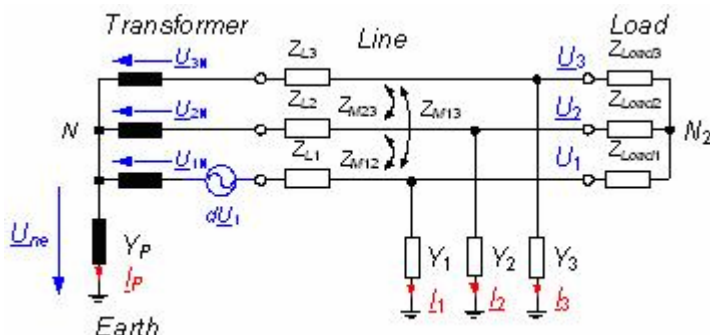 Transformer Line Load
U3N ZL3 U3 ZLoad3
U2N ZL2 ZM23 ZM13 U2 ZLoad2
N N2
U1N ZL1 ZM12 U1 ZLoad1
dU1
Une YP Y1 Y2 Y3
IP I1 I2 I3
Earth